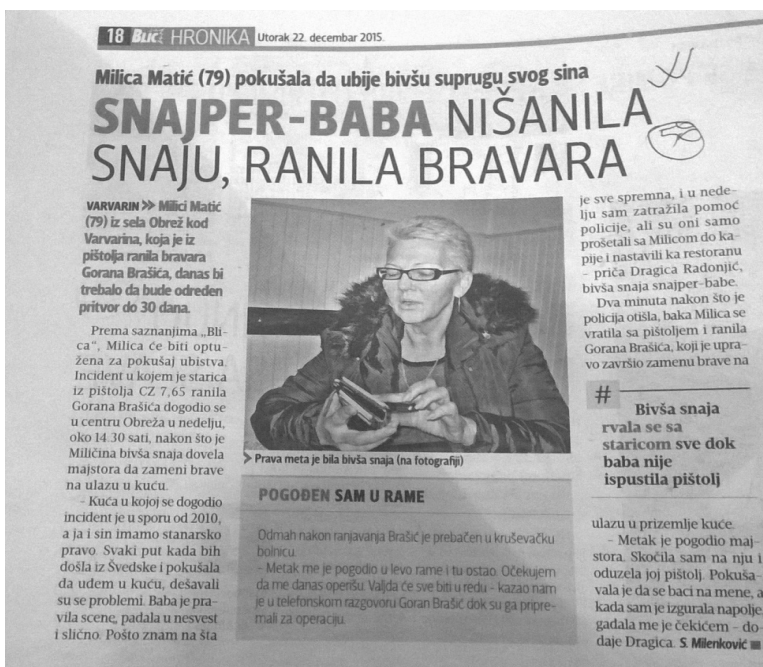 18 Blic HRONIKA Utorak 22. decembar 2015.
Milica Matić (79) pokušala da ubije bivšu suprugu svog sina
SNAJPER-BABA NIŠANILA
SNAJU, RANILA BRAVARA
VARVARIN >> Milici Matić
(79) iz sela Obrež kod
Varvarina, koja je iz
pištolja ranila bravara
Gorana Brašića, danas bi
trebalo da bude određen
pritvor do 30 dana.
Prema saznanjima „Bli-
ca“, Milica će biti optu-
žena za pokušaj ubistva.
Incident u kojem je starica
iz pištolja CZ 7,65 ranila
Gorana Brašića dogodio se
u centru Obreža u nedelju,
oko 14.30 sati, nakon što je
Miličina bivša snaja dovela
majstora da zameni brave
na ulazu u kuću.
– Kuća u kojoj se dogodio
incident je u sporu od 2010,
a ja i sin imamo stanarsko
pravo. Svaki put kada bih
došla iz Švedske i pokušala
da uđem u kuću, dešavali
su se problemi. Baba je pra-
vila scene, padala u nesvest
i slično. Pošto znam na šta
> Prava meta je bila bivša snaja (na fotografiji)
POGOĐEN SAM U RAME
Odmah nakon ranjavanja Brašić je prebačen u kruševačku
bolnicu.
– Metak me je pogodio u levo rame i tu ostao. Očekujem
da me danas operišu. Valjda će sve biti u redu – kazao nam
je u telefonskom razgovoru Goran Brašić dok su ga pripre-
mali za operaciju.
je sve spremna, i u nede-
lju sam zatražila pomoć
policije, ali su oni samo
prošetali sa Milicom do ka-
pije i nastavili ka restoranu
– priča Dragica Radonjić,
bivša snaja snajper-babe.
Dva minuta nakon što je
policija otišla, baka Milica se
vratila sa pištoljem i ranila
Gorana Brašića, koji je upra-
vo završio zamenu brave na
#
Bivša snaja
rvala se sa
staricom sve dok
baba nije
ispustila pištolj
ulazu u prizemlje kuće.
– Metak je pogodio maj-
stora. Skočila sam na nju i
oduzela joj pištolj. Pokuša-
vala je da se baci na mene, a
kada sam je izgurala napolje,
gađala me je čekićem – do-
daje Dragica. S. Milenković